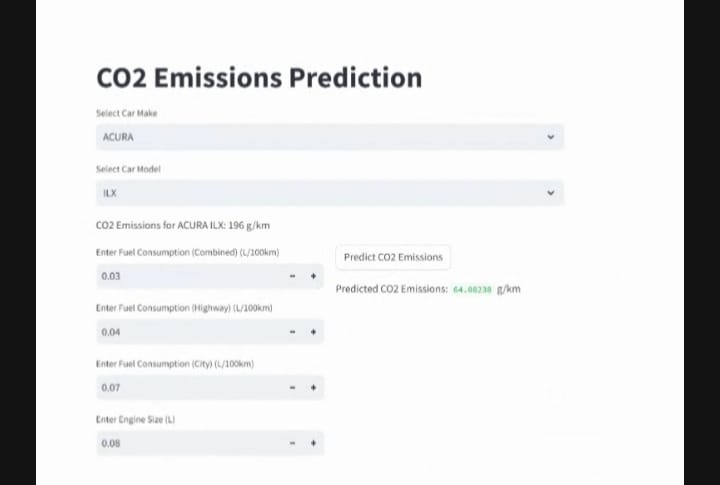 CO2 Emissions Prediction
Select Car Make
ACURA
Select Car Model
ILX
CO2 Emissions for ACURA ILX: 196 g/km
Enter Fuel Consumption (Combined) (L/100km)
0.03 - +
Predict CO2 Emissions
Predicted CO2 Emissions: g/km
Enter Fuel Consumption (Highway) (L/100km)
0.04 - +
Enter Fuel Consumption (City) (L/100km)
0.07 - +
Enter Engine Size (L)
0.08 - +